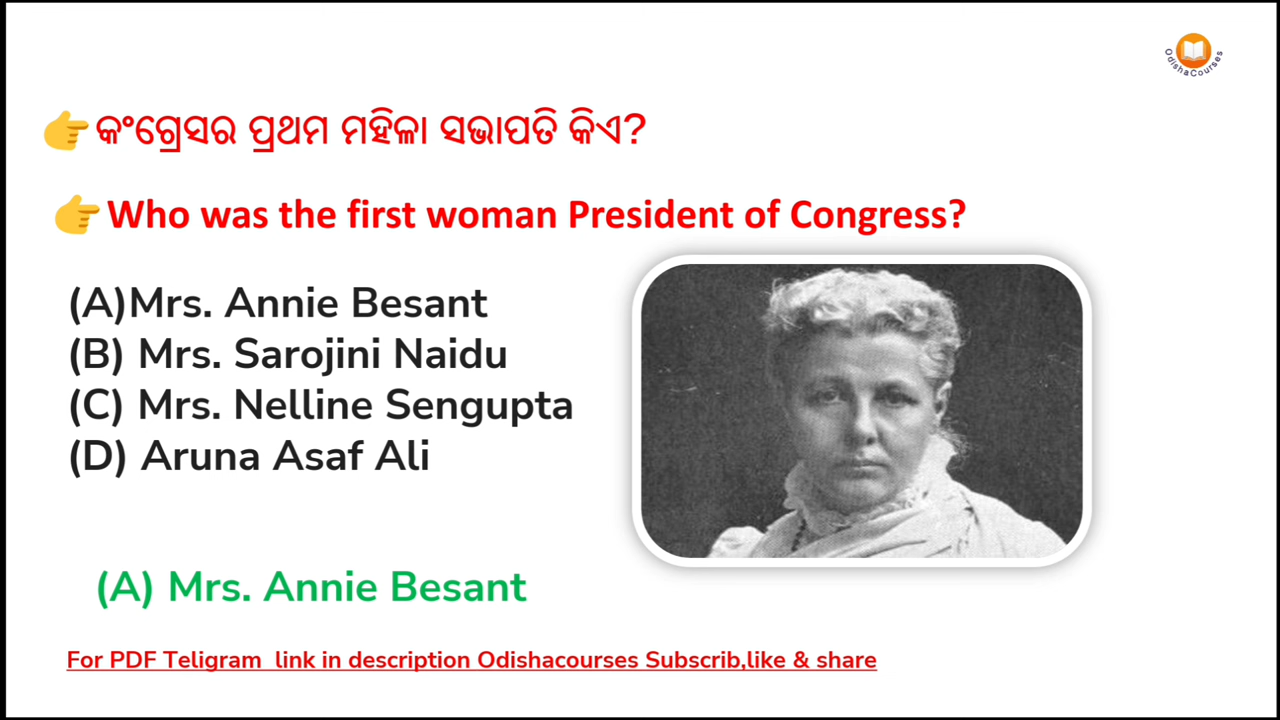 OdishaCourses
👉କଂଗ୍ରେସର ପ୍ରଥମ ମହିଳା ସଭାପତି କିଏ?
👉Who was the first woman President of Congress?
(A)Mrs. Annie Besant
(B) Mrs. Sarojini Naidu
(C) Mrs. Nelline Sengupta
(D) Aruna Asaf Ali
(A) Mrs. Annie Besant
For PDF Teligram link in description Odishacourses Subscrib,like & share